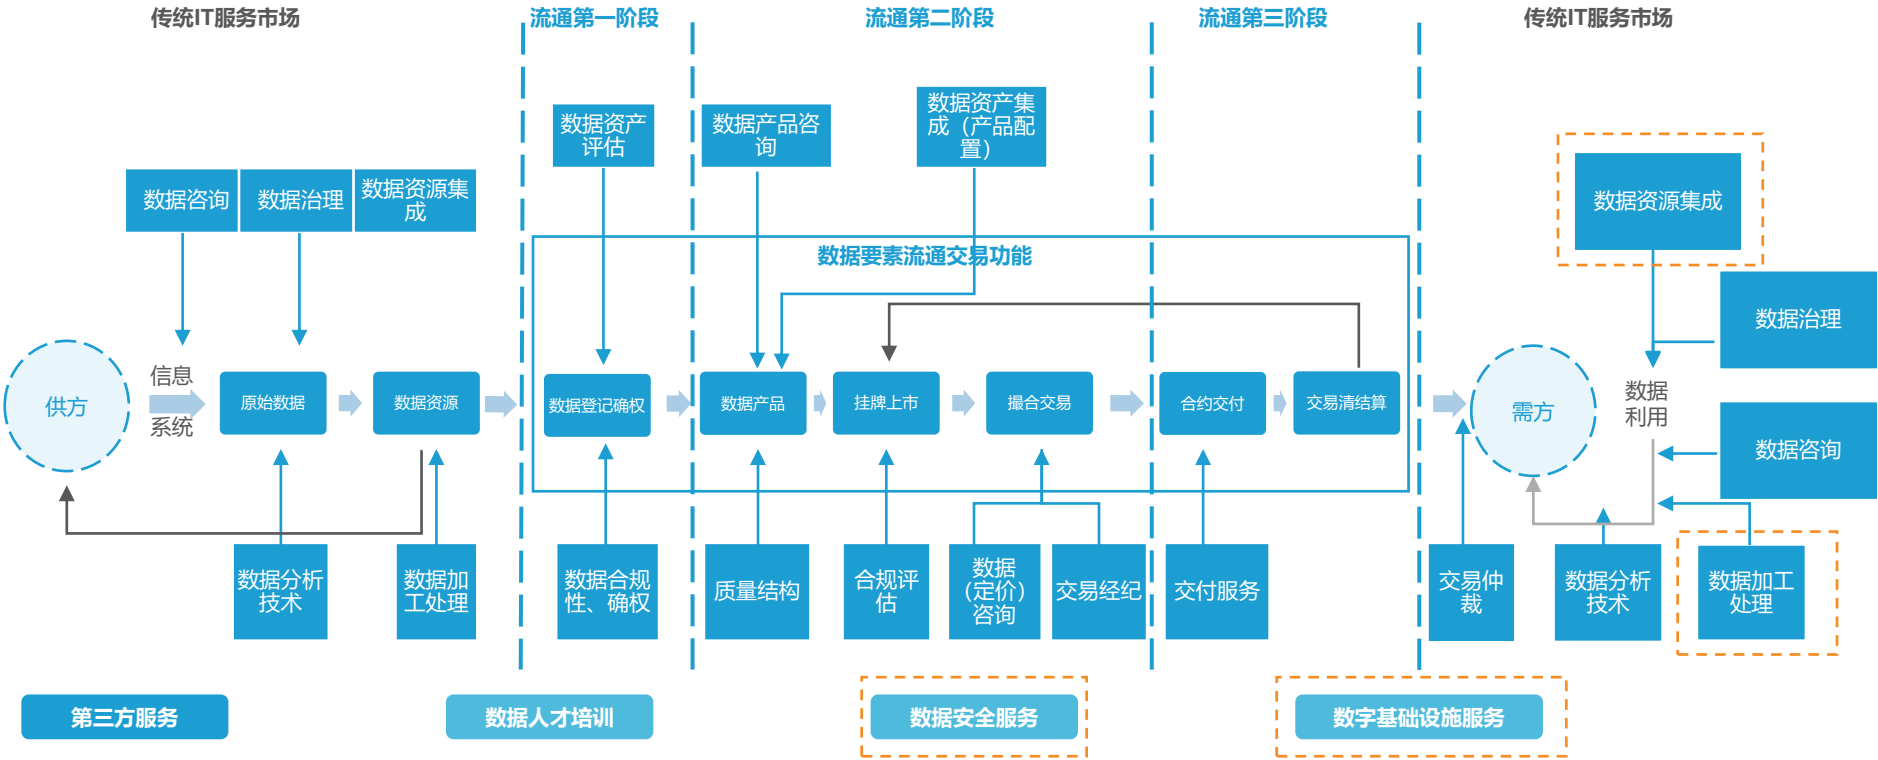 传统IT服务市场
流通第一阶段
流通第二阶段
流通第三阶段
传统IT服务市场
数据资产
评估
数据产品咨
询
数据资产集
成（产品配
置）
数据咨询
数据治理
数据资源集
成
数据资源集成
数据要素流通交易功能
数据治理
供方
信息
系统
原始数据
数据资源
数据登记确权
数据产品
挂牌上市
撮合交易
合约交付
交易清结算
需方
数据
利用
数据咨询
数据分析
技术
数据加
工处理
数据合规
性、确权
质量结构
合规评
估
数据
（定价）
咨询
交易经纪
交付服务
交易仲
裁
数据分析
技术
数据加工
处理
第三方服务
数据人才培训
数据安全服务
数字基础设施服务